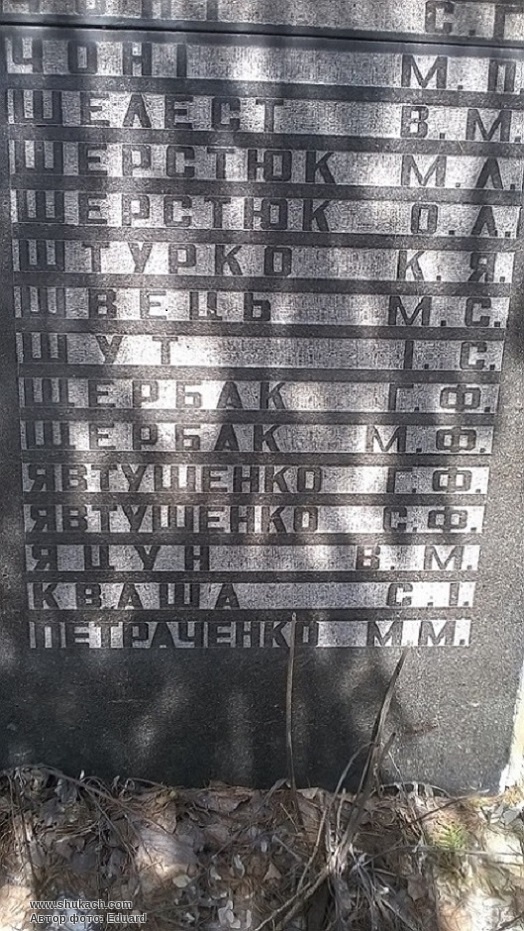 ЧОНІ С.Г
ЧОНІ М.П
ШЕЛЕСТ В.М.
ШЕРСТЮК М.Л.
ШЕРСТЮК О.Л.
ШТУРКО К.Я.
ШВЕЦЬ М.С.
ШУТ І.С.
ЩЕРБАК Г.Ф.
ЩЕРБАК М.Ф.
ЯВТУШЕНКО Г.Ф.
ЯВТУШЕНКО С.Ф.
ЯЦУН В.М.
КВАША С.І.
ПЕТРАЧЕНКО М М.
www.shukach.com
Автор фото: Eduard